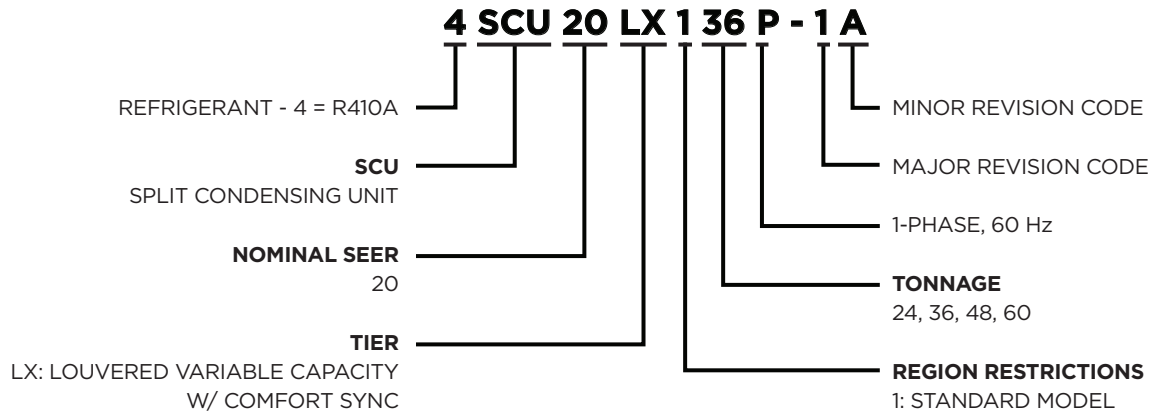 4 SCU 20 LX 1 36 P - 1 A
REFRIGERANT - 4 = R410A
SCU
SPLIT CONDENSING UNIT
NOMINAL SEER
20
TIER
LX: LOUVERED VARIABLE CAPACITY
W/ COMFORT SYNC
MINOR REVISION CODE
MAJOR REVISION CODE
1-PHASE, 60 Hz
TONNAGE
24, 36, 48, 60
REGION RESTRICTIONS
1: STANDARD MODEL